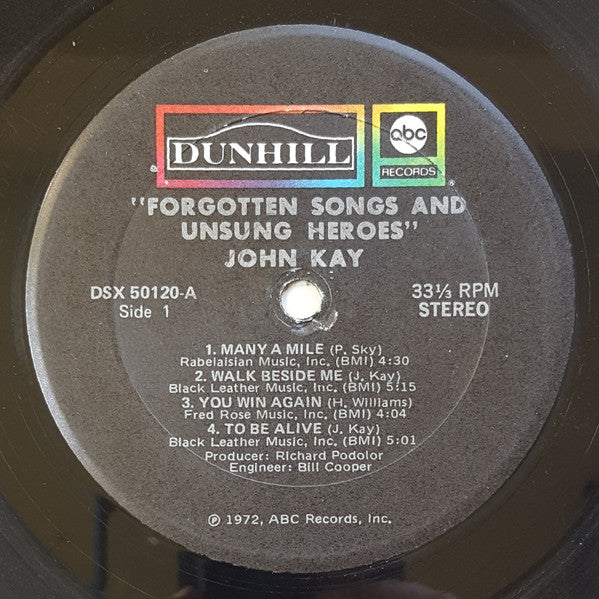 DUNHILL
abc
RECORDS
"FORGOTTEN SONGS AND
UNSUNG HEROES"
JOHN KAY
DSX 50120-A
Side 1
33⅓ RPM
STEREO
1. MANY A MILE (P. Sky)
Rabelaisian Music, Inc. (BMI) 4:30
2. WALK BESIDE ME (J. Kay)
Black Leather Music, Inc. (BMI) 5:15
3. YOU WIN AGAIN (H. Williams)
Fred Rose Music, Inc. (BMI) 4:04
4. TO BE ALIVE (J. Kay)
Black Leather Music, Inc. (BMI) 5:01
Producer: Richard Podolor
Engineer: Bill Cooper
℗ 1972, ABC Records, Inc.